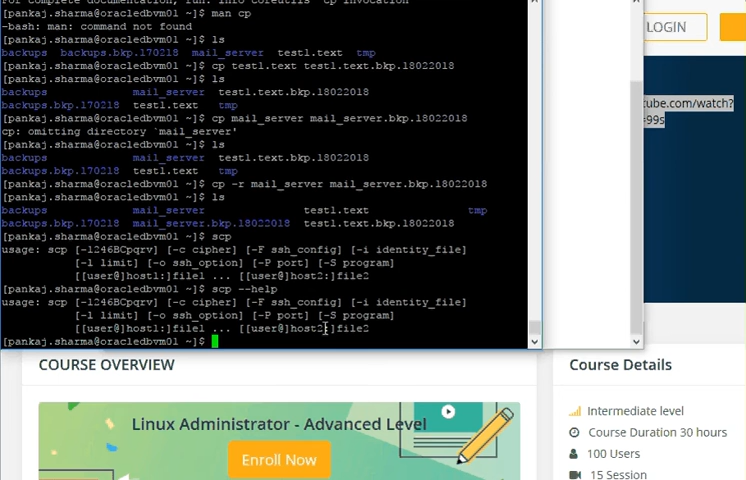 For complete documentation, run: info coreutils 'cp invocation'
[pankaj.sharma@oracledbvm01 ~]$ man cp
-bash: man: command not found
[pankaj.sharma@oracledbvm01 ~]$ ls
backups  backups.bkp.170218  mail_server  test1.text  tmp
[pankaj.sharma@oracledbvm01 ~]$ cp test1.text test1.text.bkp.18022018
[pankaj.sharma@oracledbvm01 ~]$ ls
backups             mail_server  test1.text.bkp.18022018
backups.bkp.170218  test1.text   tmp
[pankaj.sharma@oracledbvm01 ~]$ cp mail_server mail_server.bkp.18022018
cp: omitting directory `mail_server'
[pankaj.sharma@oracledbvm01 ~]$ ls
backups             mail_server  test1.text.bkp.18022018
backups.bkp.170218  test1.text   tmp
[pankaj.sharma@oracledbvm01 ~]$ cp -r mail_server mail_server.bkp.18022018
[pankaj.sharma@oracledbvm01 ~]$ ls
backups             mail_server               test1.text               tmp
backups.bkp.170218  mail_server.bkp.18022018  test1.text.bkp.18022018
[pankaj.sharma@oracledbvm01 ~]$ scp
usage: scp [-1246BCpqrv] [-c cipher] [-F ssh_config] [-i identity_file]
[-l limit] [-o ssh_option] [-P port] [-S program]
[[user@]host1:]file1 ... [[user@]host2:]file2
[pankaj.sharma@oracledbvm01 ~]$ scp --help
usage: scp [-1246BCpqrv] [-c cipher] [-F ssh_config] [-i identity_file]
[-l limit] [-o ssh_option] [-P port] [-S program]
[[user@]host1:]file1 ... [[user@]host2:]file2
[pankaj.sharma@oracledbvm01 ~]$
LOGIN
tube.com/watch?
=99s
COURSE OVERVIEW
Linux Administrator - Advanced Level
Enroll Now
Course Details
Intermediate level
Course Duration 30 hours
100 Users
15 Session